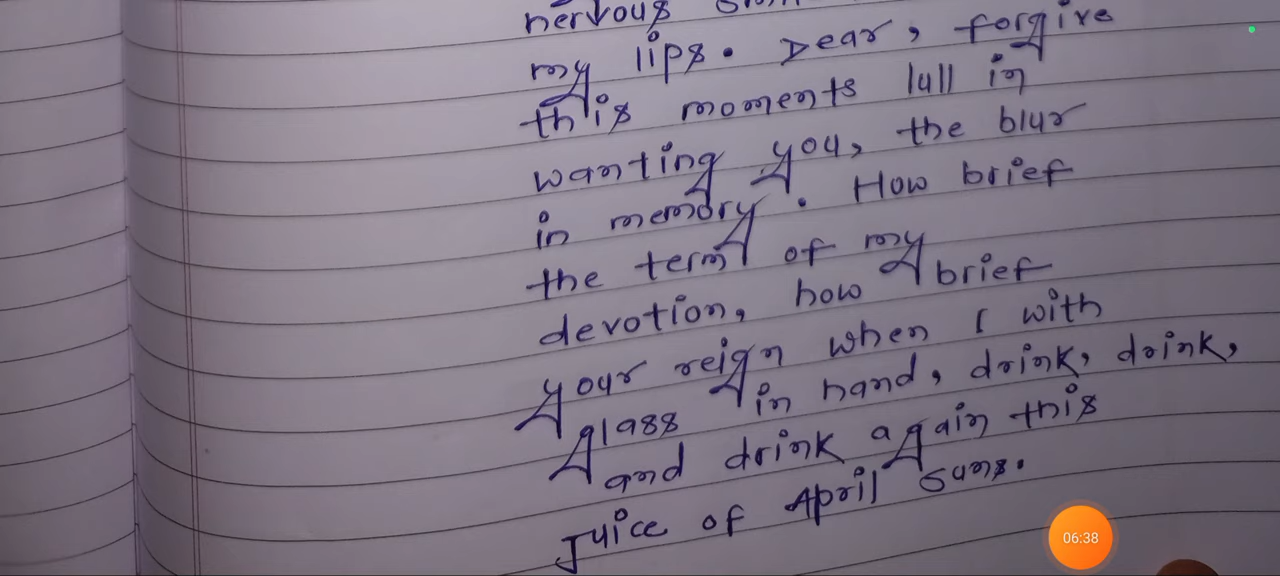 nervous
my lips. Dear, forgive
this moments lull in
wanting you, the blur
in memory. How brief
the term of my
devotion, how brief
your reign when I with
glass in hand, drink, drink,
and drink again this
Juice of April suns.
06:38